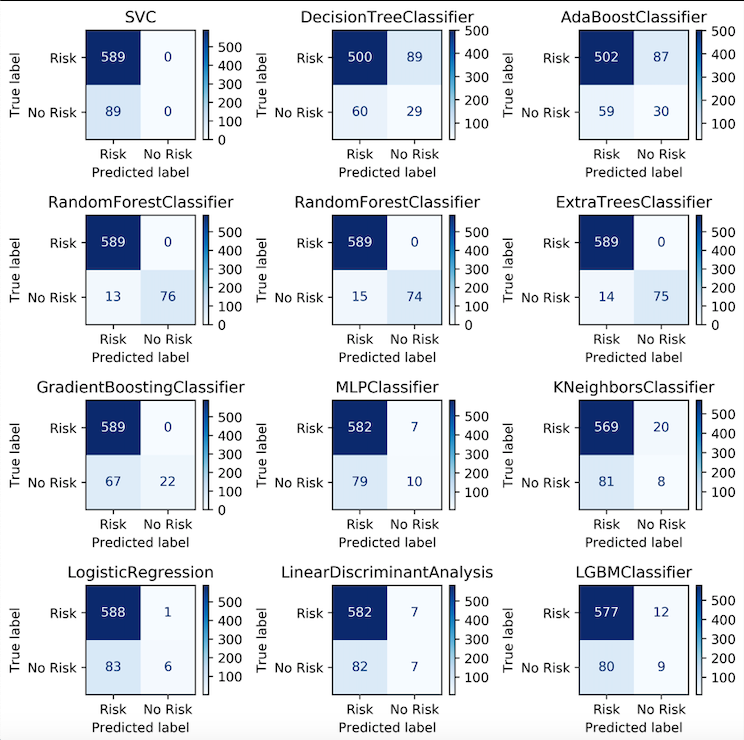 SVC
True label
Risk
No Risk
589 0
89 0
500
400
300
200
100
0
Risk No Risk
Predicted label
DecisionTreeClassifier
True label
Risk
No Risk
500 89
60 29
500
400
300
200
100
Risk No Risk
Predicted label
AdaBoostClassifier
True label
Risk
No Risk
502 87
59 30
500
400
300
200
100
Risk No Risk
Predicted label
RandomForestClassifier
True label
Risk
No Risk
589 0
13 76
500
400
300
200
100
0
Risk No Risk
Predicted label
RandomForestClassifier
True label
Risk
No Risk
589 0
15 74
500
400
300
200
100
0
Risk No Risk
Predicted label
ExtraTreesClassifier
True label
Risk
No Risk
589 0
14 75
500
400
300
200
100
0
Risk No Risk
Predicted label
GradientBoostingClassifier
True label
Risk
No Risk
589 0
67 22
500
400
300
200
100
0
Risk No Risk
Predicted label
MLPClassifier
True label
Risk
No Risk
582 7
79 10
500
400
300
200
100
Risk No Risk
Predicted label
KNeighborsClassifier
True label
Risk
No Risk
569 20
81 8
500
400
300
200
100
Risk No Risk
Predicted label
LogisticRegression
True label
Risk
No Risk
588 1
83 6
500
400
300
200
100
Risk No Risk
Predicted label
LinearDiscriminantAnalysis
True label
Risk
No Risk
582 7
82 7
500
400
300
200
100
Risk No Risk
Predicted label
LGBMClassifier
True label
Risk
No Risk
577 12
80 9
500
400
300
200
100
Risk No Risk
Predicted label